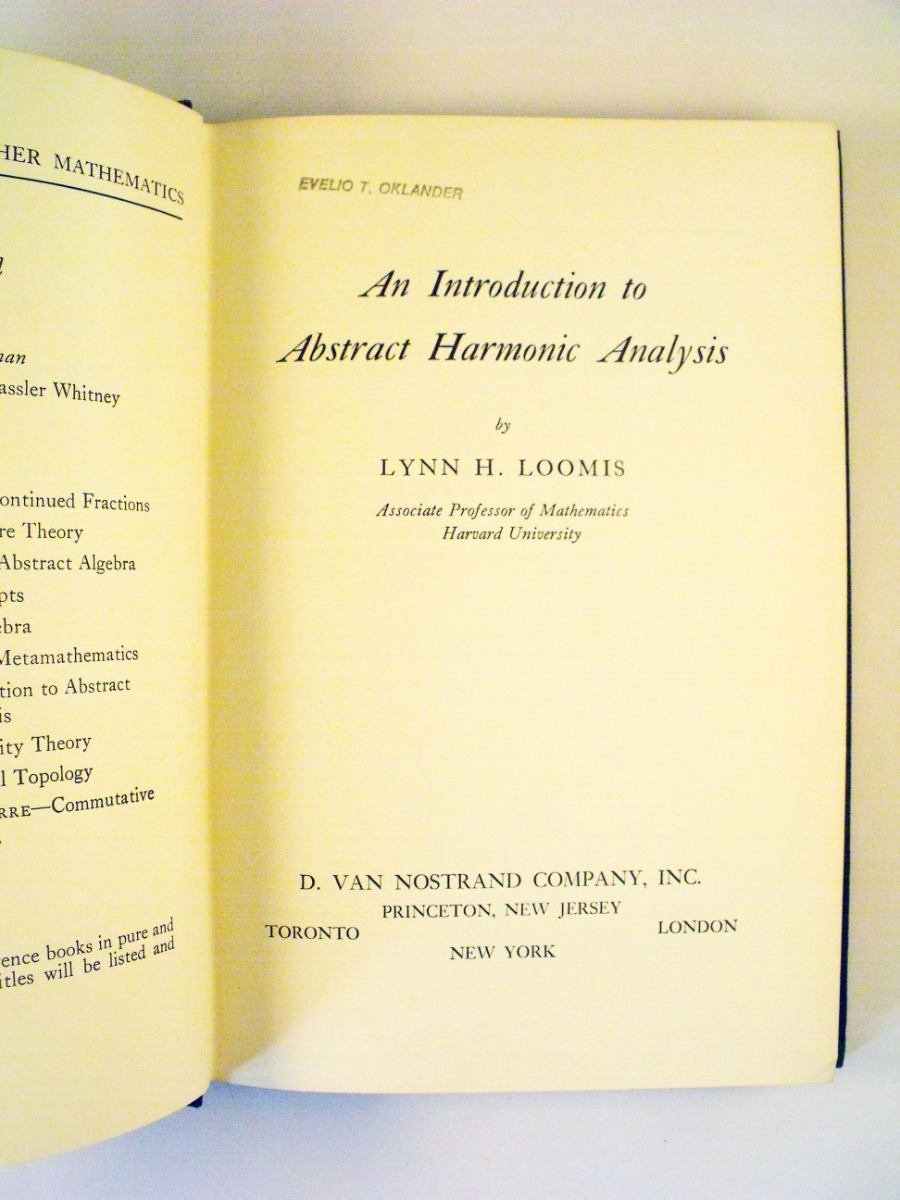 HER MATHEMATICS
nan
assler Whitney
ontinued Fractions
re Theory
Abstract Algebra
pts
ebra
Metamathematics
tion to Abstract
is
ity Theory
l Topology
RRE—Commutative
ence books in pure and
itles will be listed and
EVELIO T. OKLANDER
An Introduction to
Abstract Harmonic Analysis
by
LYNN H. LOOMIS
Associate Professor of Mathematics
Harvard University
D. VAN NOSTRAND COMPANY, INC.
PRINCETON, NEW JERSEY
TORONTO LONDON
NEW YORK